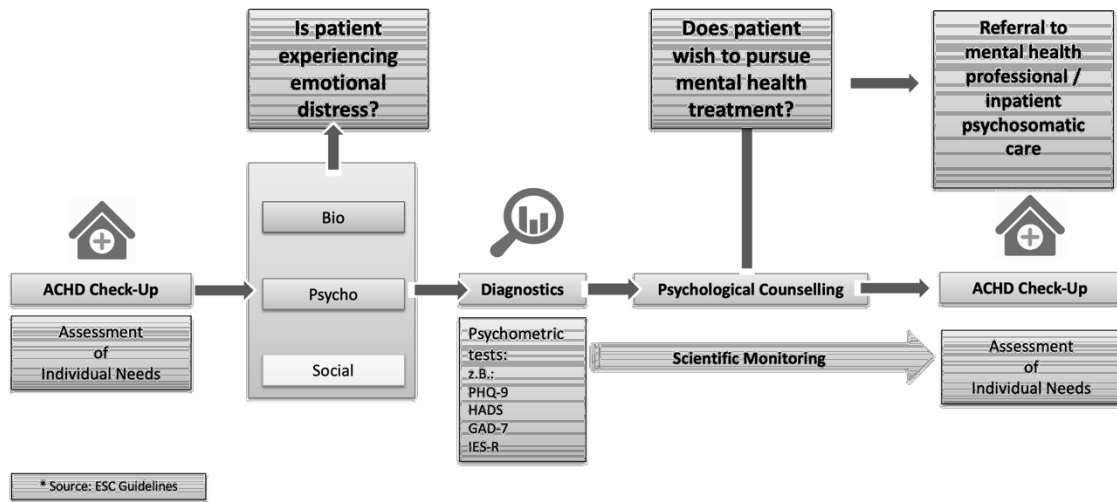 Is patient
experiencing
emotional
distress?
Does patient
wish to pursue
mental health
treatment?
Referral to
mental health
professional /
inpatient
psychosomatic
care
Bio
Psycho
Social
ACHD Check-Up
Assessment
of
Individual Needs
Diagnostics
Psychometric
tests:
z.B.:
PHQ-9
HADS
GAD-7
IES-R
Psychological Counselling
Scientific Monitoring
ACHD Check-Up
Assessment
of
Individual Needs
* Source: ESC Guidelines